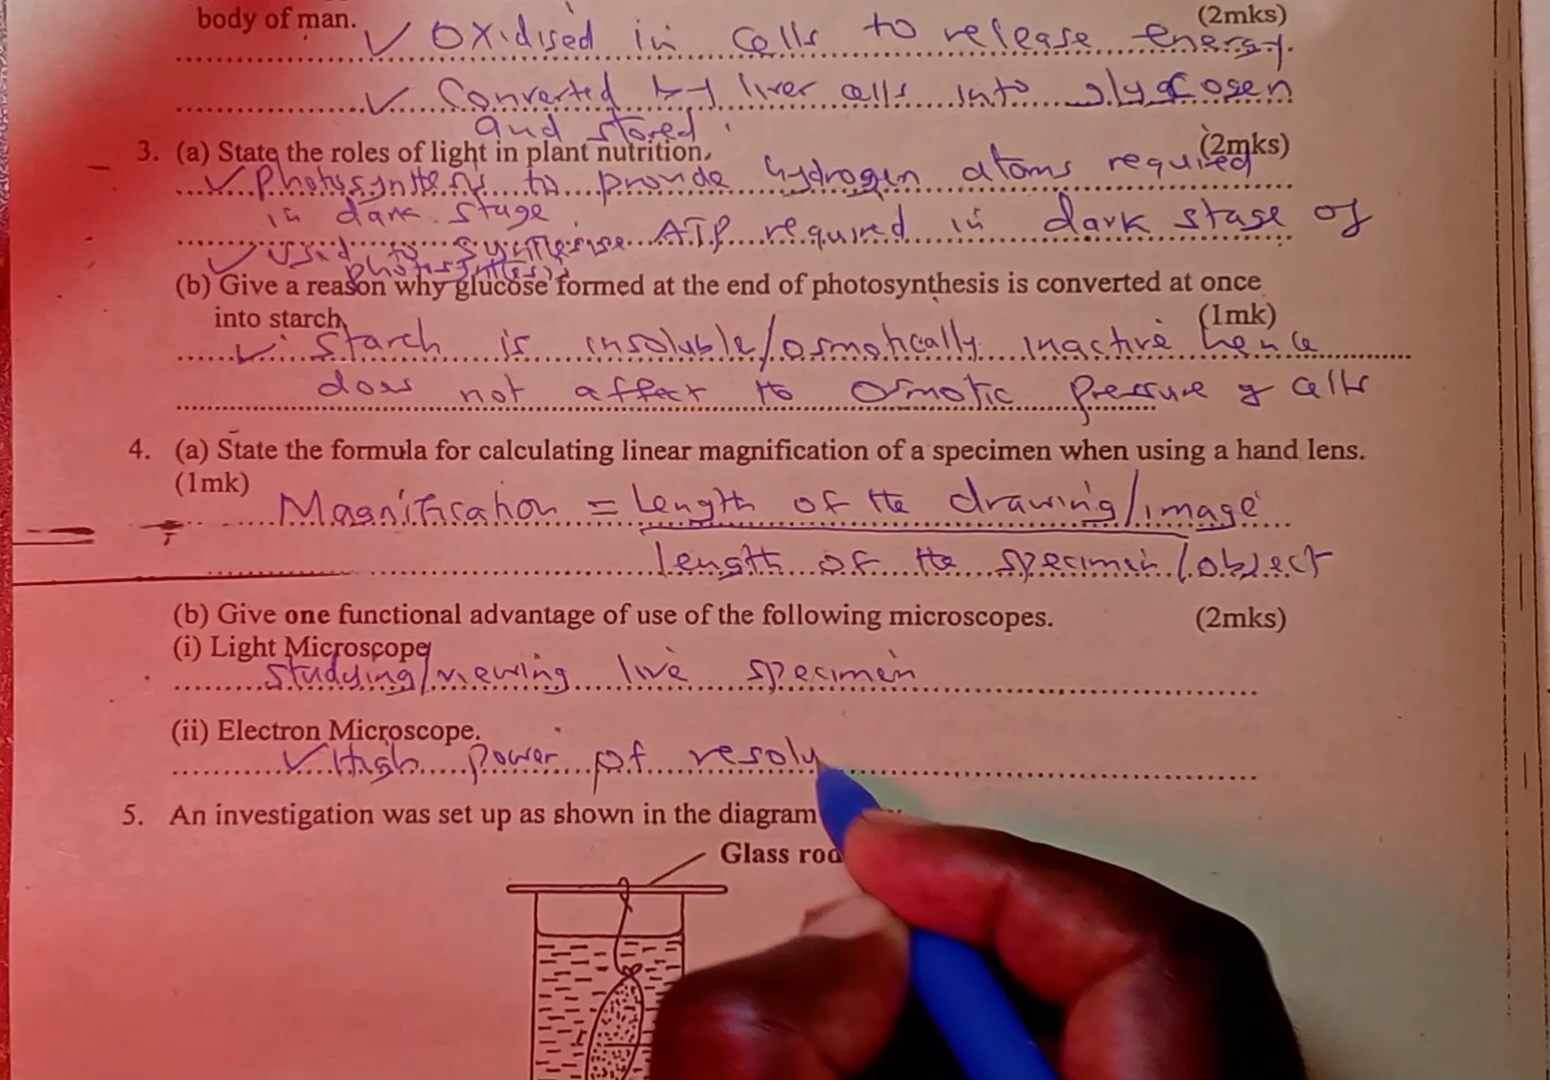 body of man. (2mks)
✓ Oxidised in cells to release energy.
✓ Converted by liver cells into glycogen
and stored.
3. (a) State the roles of light in plant nutrition. (2mks)
✓ Photosynthesis to provide hydrogen atoms required
in dark stage
✓ used to synthesise ATP required in dark stage of
photosynthesis
(b) Give a reason why glucose formed at the end of photosynthesis is converted at once
into starch (1mk)
✓ Starch is insoluble/osmotically inactive hence
does not affect to osmotic pressure of cells
4. (a) State the formula for calculating linear magnification of a specimen when using a hand lens.
(1mk)
Magnification = Length of the drawing/image
length of the specimen/object
(b) Give one functional advantage of use of the following microscopes. (2mks)
(i) Light Microscope
studying/viewing live specimen
(ii) Electron Microscope.
✓ High power of resolv
5. An investigation was set up as shown in the diagram
Glass rod